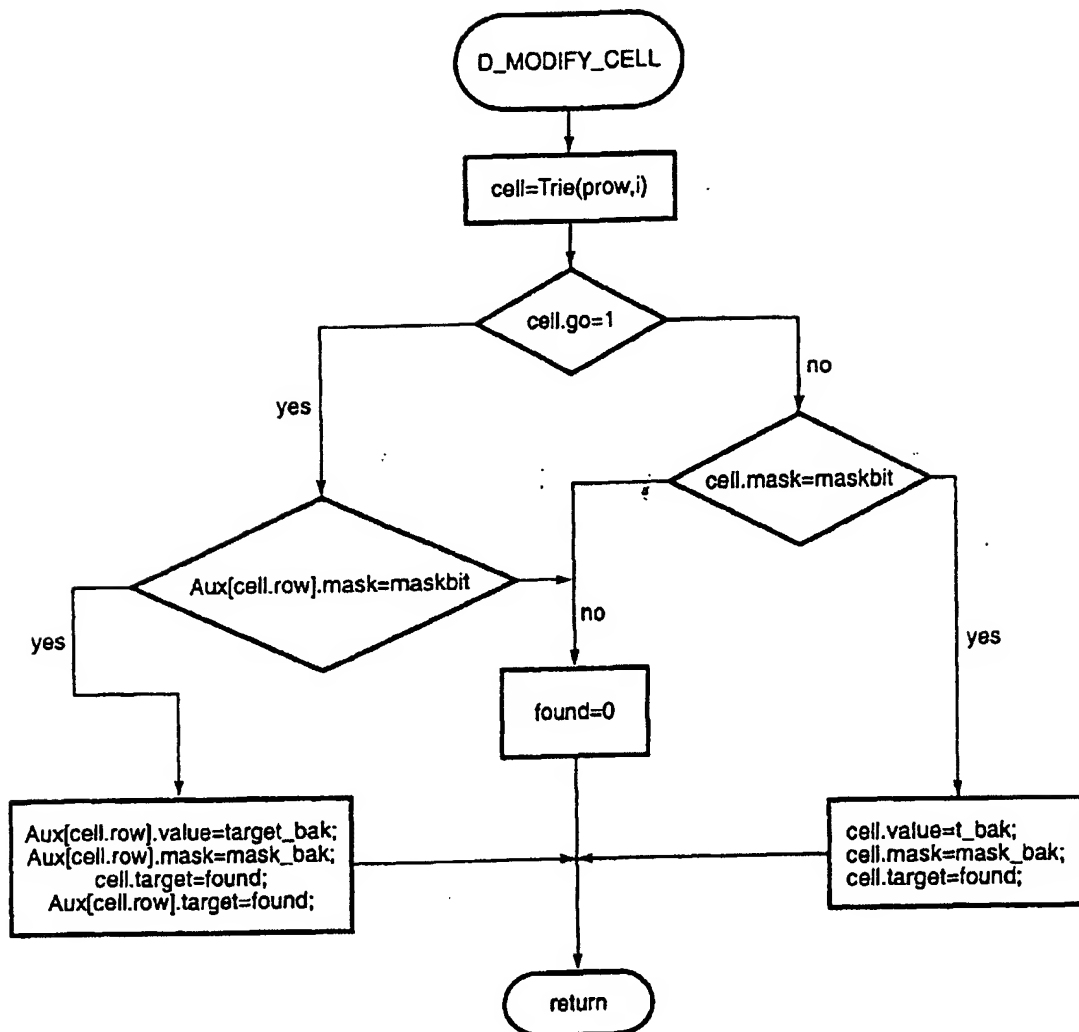 D_MODIFY_CELL
cell=Trie(prow,i)
cell.go=1
yes
no
cell.mask=maskbit
Aux[cell.row].mask=maskbit
yes
no
yes
found=0
Aux[cell.row].value=target_bak;
Aux[cell.row].mask=mask_bak;
cell.target=found;
Aux[cell.row].target=found;
cell.value=t_bak;
cell.mask=mask_bak;
cell.target=found;
return